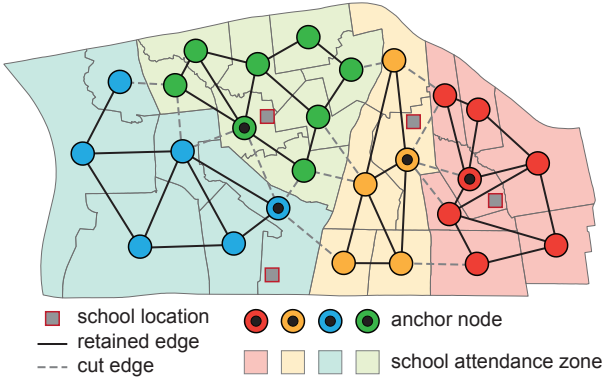 school location
retained edge
cut edge
anchor node
school attendance zone